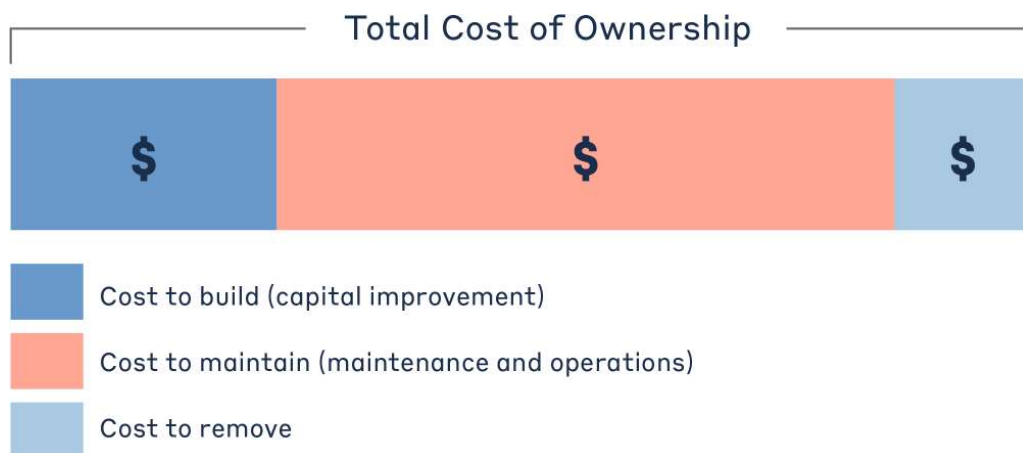 Total Cost of Ownership
$ $ $
Cost to build (capital improvement)
Cost to maintain (maintenance and operations)
Cost to remove